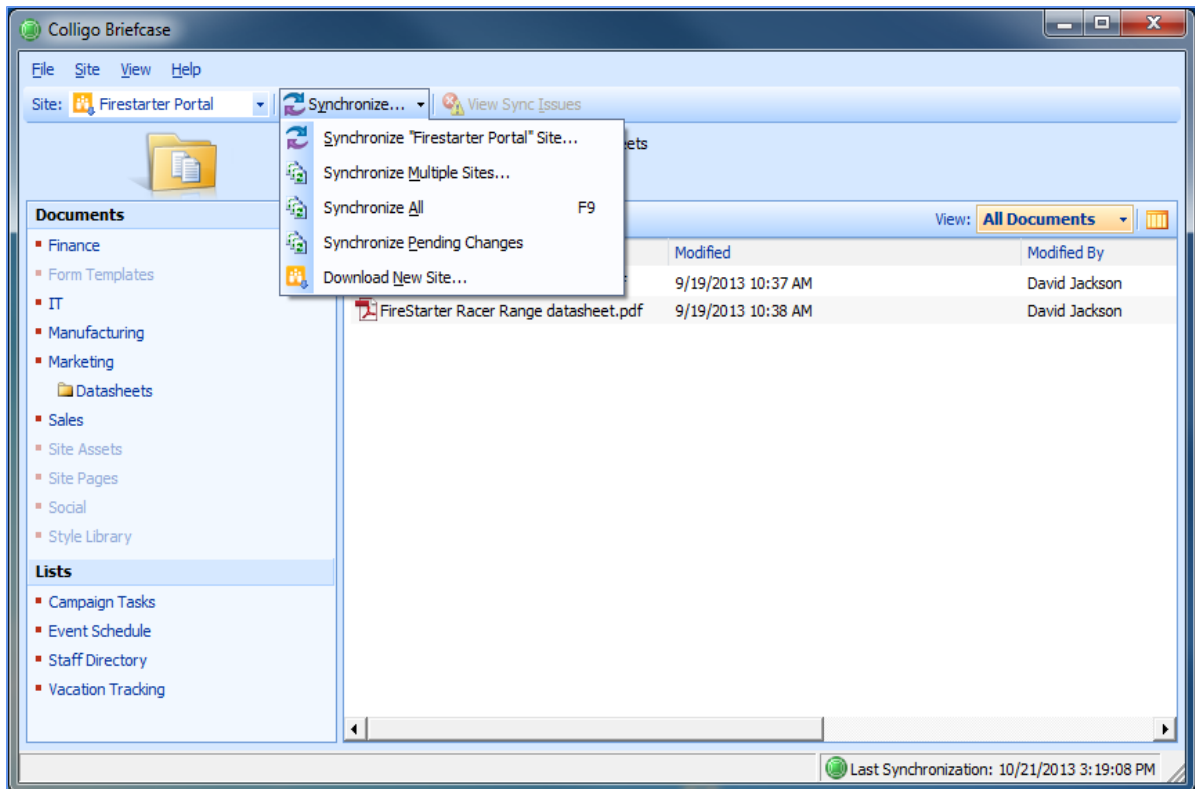 Colligo Briefcase
File Site View Help
Site: Firestarter Portal Synchronize... View Sync Issues
Synchronize "Firestarter Portal" Site...
Synchronize Multiple Sites...
Synchronize All F9
Synchronize Pending Changes
Download New Site...
Documents
View: All Documents
Finance
Form Templates
IT
Manufacturing
Marketing
Datasheets
Sales
Site Assets
Site Pages
Social
Style Library
Lists
Campaign Tasks
Event Schedule
Staff Directory
Vacation Tracking
Modified Modified By
9/19/2013 10:37 AM David Jackson
FireStarter Racer Range datasheet.pdf 9/19/2013 10:38 AM David Jackson
Last Synchronization: 10/21/2013 3:19:08 PM